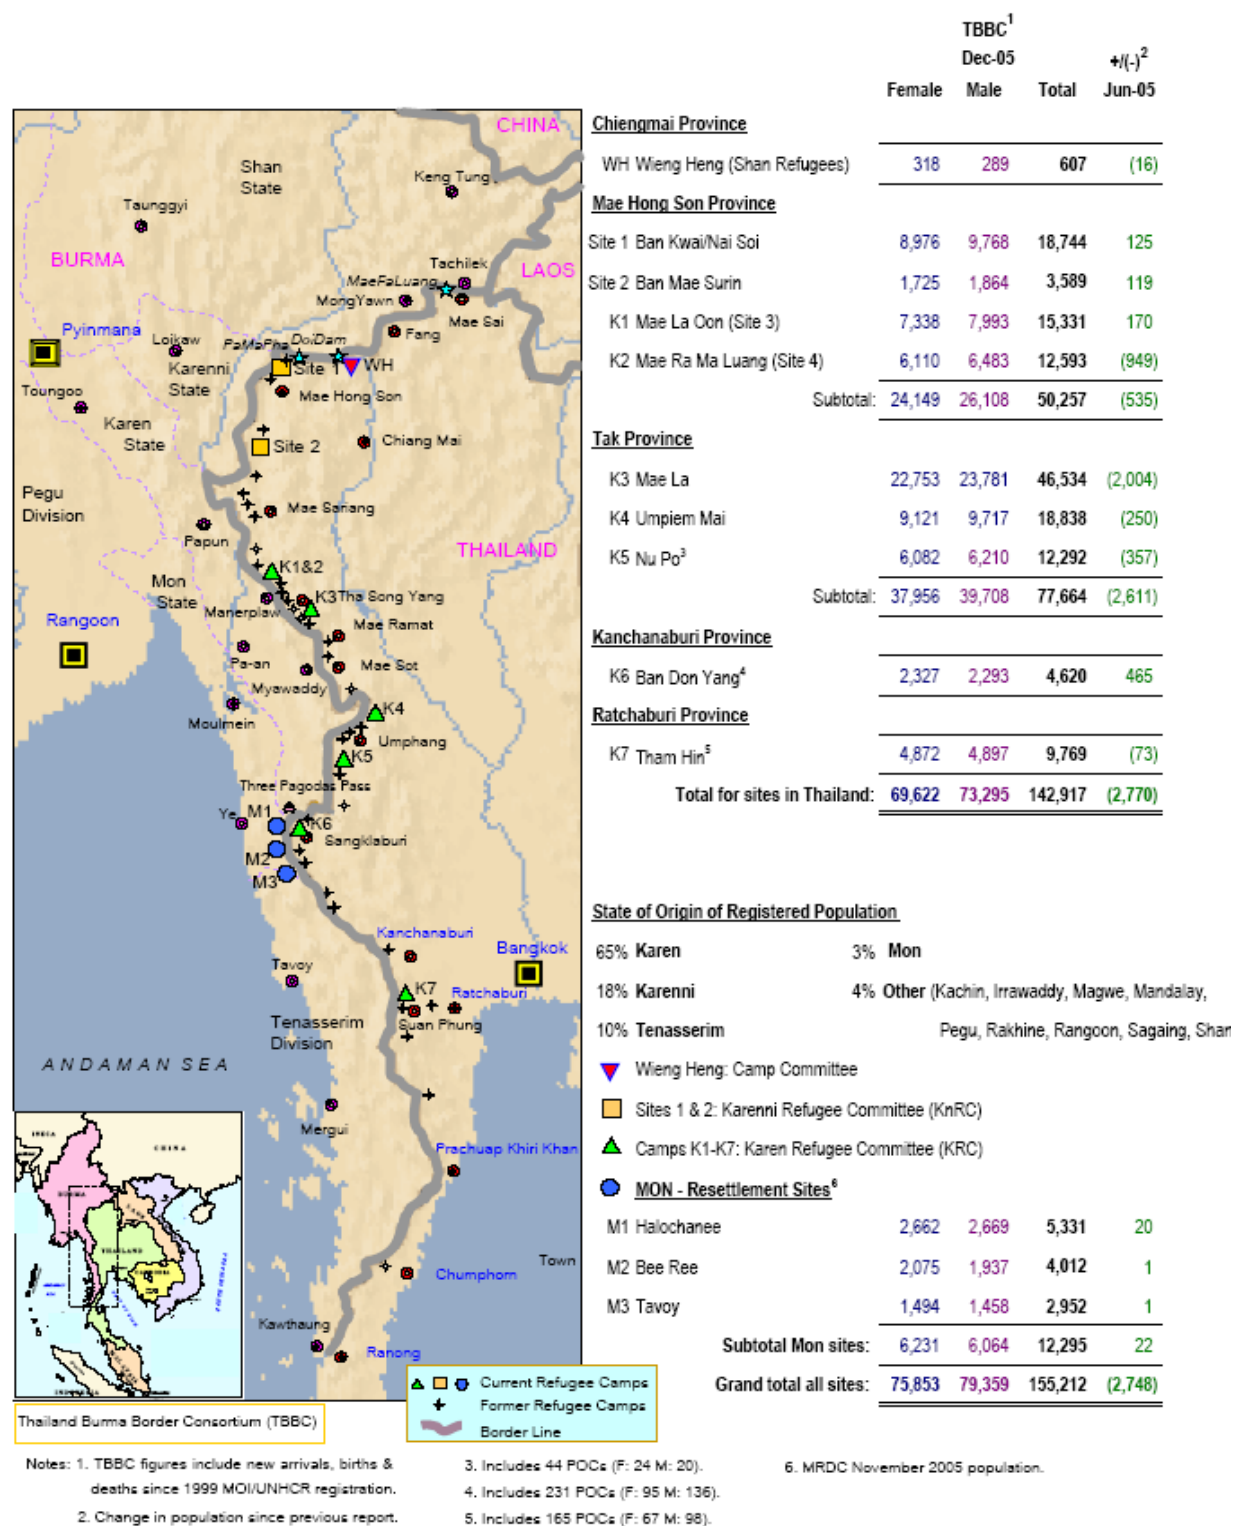 TBBC1
Dec-05 +/(-)2
Female Male Total Jun-05
Chiengmai Province
WH Wieng Heng (Shan Refugees) 318 289 607 (16)
Mae Hong Son Province
Site 1 Ban Kwai/Nai Soi 8,976 9,768 18,744 125
Site 2 Ban Mae Surin 1,725 1,864 3,589 119
K1 Mae La Oon (Site 3) 7,338 7,993 15,331 170
K2 Mae Ra Ma Luang (Site 4) 6,110 6,483 12,593 (949)
Subtotal: 24,149 26,108 50,257 (535)
Tak Province
K3 Mae La 22,753 23,781 46,534 (2,004)
K4 Umpiem Mai 9,121 9,717 18,838 (250)
K5 Nu Po3 6,082 6,210 12,292 (357)
Subtotal: 37,956 39,708 77,664 (2,611)
Kanchanaburi Province
K6 Ban Don Yang4 2,327 2,293 4,620 465
Ratchaburi Province
K7 Tham Hin5 4,872 4,897 9,769 (73)
Total for sites in Thailand: 69,622 73,295 142,917 (2,770)
State of Origin of Registered Population
65% Karen 3% Mon
18% Karenni 4% Other (Kachin, Irrawaddy, Magwe, Mandalay,
10% Tenasserim Pegu, Rakhine, Rangoon, Sagaing, Shan
Wieng Heng: Camp Committee
Sites 1 & 2: Karenni Refugee Committee (KnRC)
Camps K1-K7: Karen Refugee Committee (KRC)
MON - Resettlement Sites6
M1 Halochanee 2,662 2,669 5,331 20
M2 Bee Ree 2,075 1,937 4,012 1
M3 Tavoy 1,494 1,458 2,952 1
Subtotal Mon sites: 6,231 6,064 12,295 22
Grand total all sites: 75,853 79,359 155,212 (2,748)
CHINA
Shan
State
Keng Tung
Taunggyi
BURMA
Tachilek
LAOS
MaeFaLuang
MongYawn
Mae Sai
Pyinmana
Fang
Loikaw
PaMaPha
DoiDam
Karenni
State
Site 1
WH
Toungoo
Mae Hong Son
Karen
State
Site 2
Chiang Mai
Pegu
Division
Mae Sariang
Papun
THAILAND
K1&2
Mon
State
Manerplaw
K3
Tha Song Yang
Rangoon
Mae Ramat
Pa-an
Mae Sot
Myawaddy
Moulmein
K4
Umphang
K5
Three Pagodas Pass
Ye
M1
K6
Sangklaburi
M2
M3
Kanchanaburi
Bangkok
Tavoy
K7
Ratchaburi
Suan Phung
Tenasserim
Division
ANDAMAN SEA
Mergui
Prachuap Khiri Khan
Town
Chumphorn
Kawthaung
Ranong
INDIA
CHINA
BURMA
THAILAND
Current Refugee Camps
Former Refugee Camps
Border Line
Thailand Burma Border Consortium (TBBC)
Notes: 1. TBBC figures include new arrivals, births &
deaths since 1999 MOI/UNHCR registration.
2. Change in population since previous report.
3. Includes 44 POCs (F: 24 M: 20).
4. Includes 231 POCs (F: 95 M: 136).
5. Includes 165 POCs (F: 67 M: 98).
6. MRDC November 2005 population.